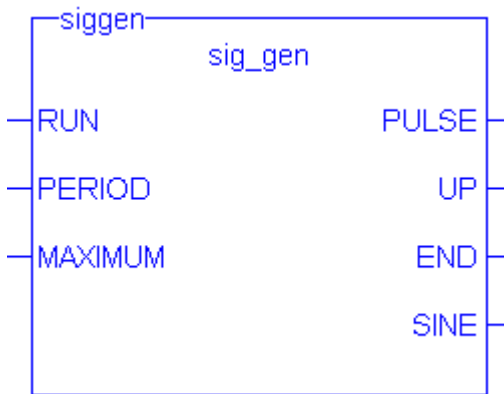 siggen
sig_gen
RUN PULSE
PERIOD UP
MAXIMUM END
SINE